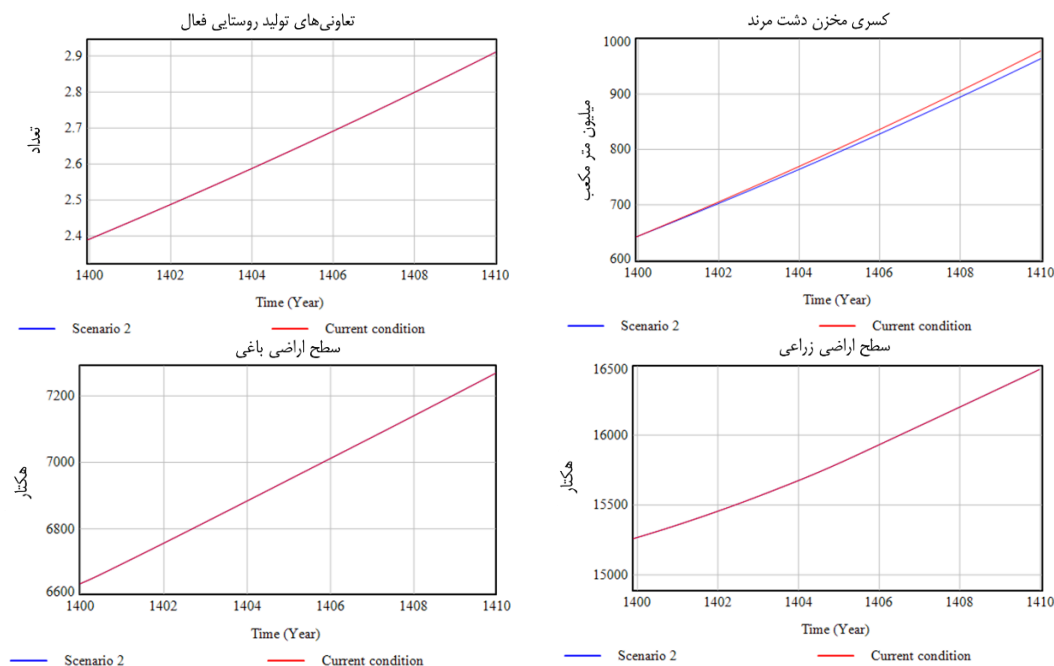 تعاونی‌های تولید روستایی فعال
تعداد
2.9
2.8
2.7
2.6
2.5
2.4
1400 1402 1404 1406 1408 1410
Time (Year)
Scenario 2 Current condition
کسری مخزن دشت مرند
میلیون متر مکعب
1000
900
800
700
600
1400 1402 1404 1406 1408 1410
Time (Year)
Scenario 2 Current condition
سطح اراضی باغی
هکتار
7200
7000
6800
6600
1400 1402 1404 1406 1408 1410
Time (Year)
Scenario 2 Current condition
سطح اراضی زراعی
هکتار
16500
16000
15500
15000
1400 1402 1404 1406 1408 1410
Time (Year)
Scenario 2 Current condition